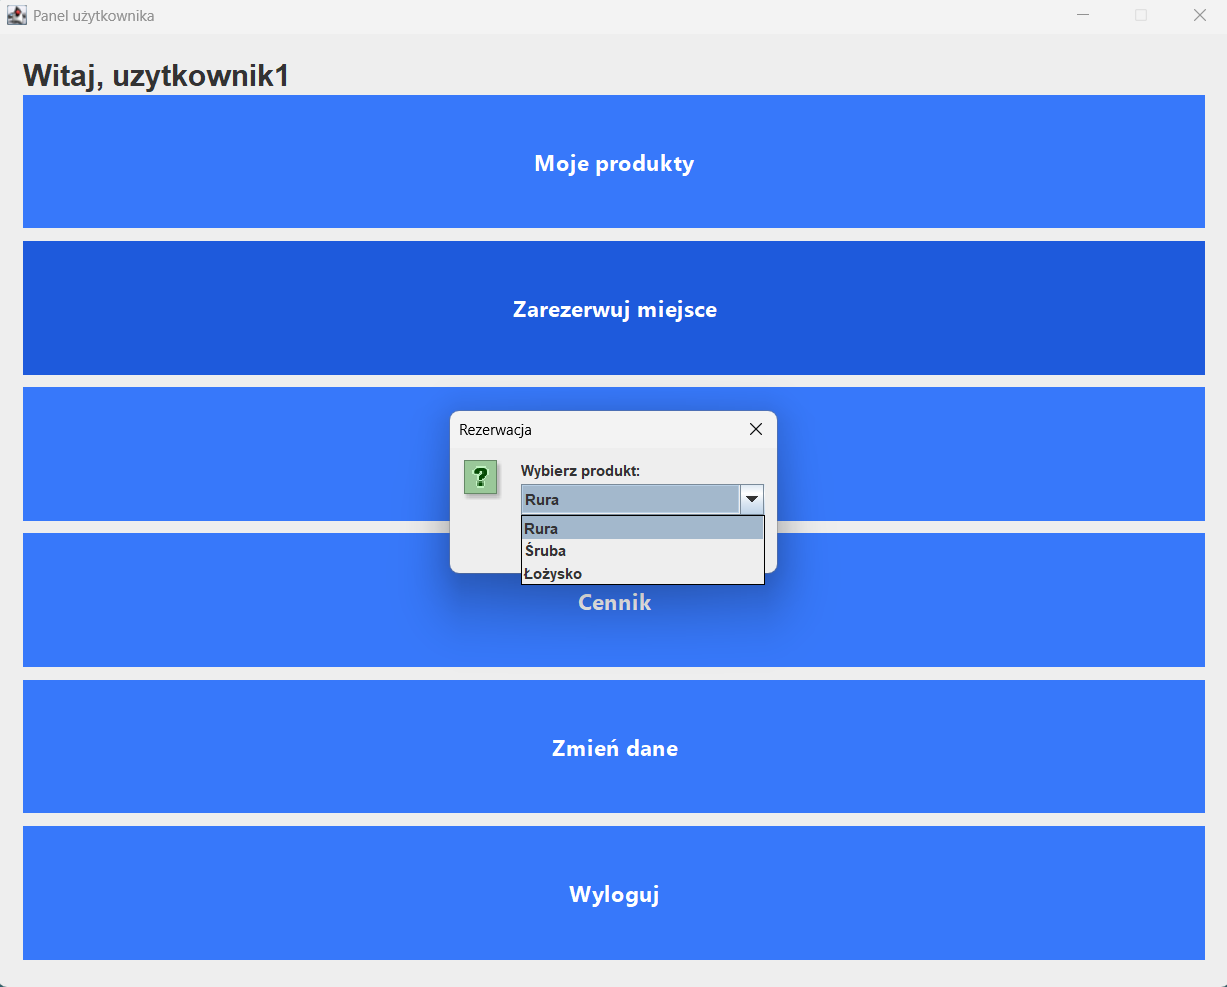 Panel użytkownika
Witaj, uzytkownik1
Moje produkty
Zarezerwuj miejsce
Rezerwacja
?
Wybierz produkt:
Rura
Rura
Śruba
Łożysko
Cennik
Zmień dane
Wyloguj